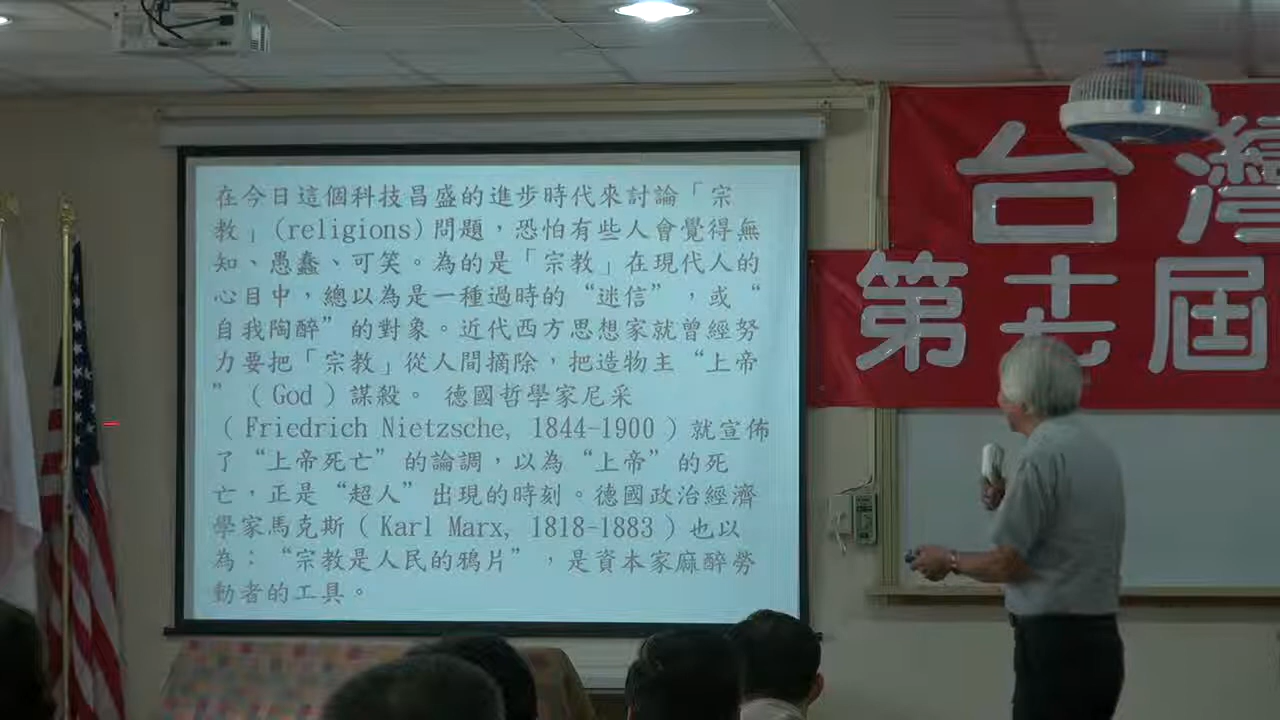 在今日這個科技昌盛的進步時代來討論「宗
教」(religions)問題，恐怕有些人會覺得無
知、愚蠢、可笑。為的是「宗教」在現代人的
心目中，總以為是一種過時的“迷信”，或“
自我陶醉”的對象。近代西方思想家就曾經努
力要把「宗教」從人間摘除，把造物主“上帝
”(God)謀殺。 德國哲學家尼采
(Friedrich Nietzsche, 1844-1900)就宣佈
了“上帝死亡”的論調，以為“上帝”的死
亡，正是“超人”出現的時刻。德國政治經濟
學家馬克斯(Karl Marx, 1818-1883)也以
為：“宗教是人民的鴉片”，是資本家麻醉勞
動者的工具。
台灣
第
屆